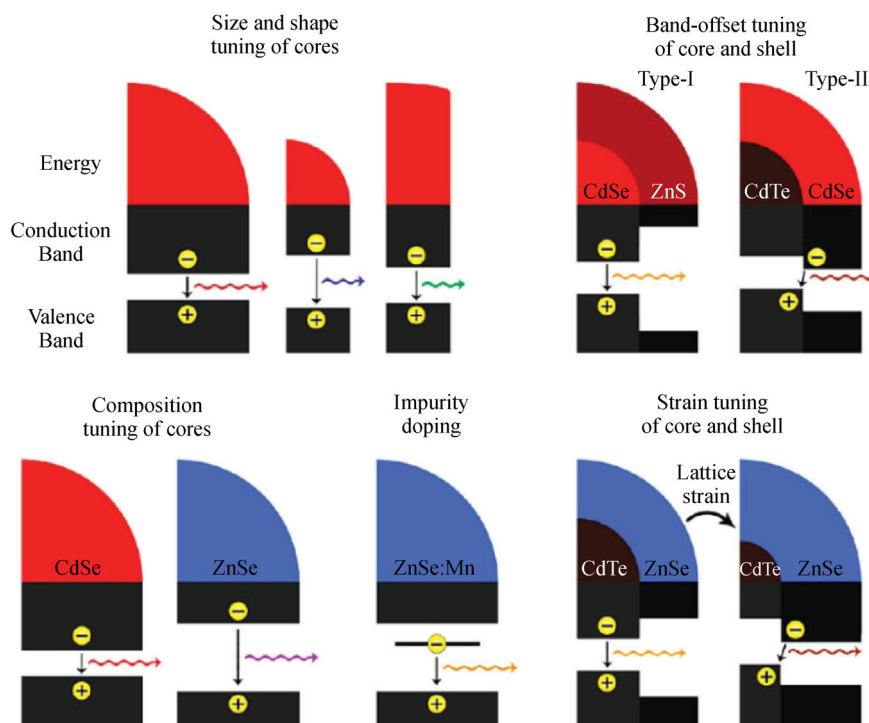 Size and shape
tuning of cores
Band-offset tuning
of core and shell
Type-I
Type-II
Energy
CdSe
ZnS
CdTe
CdSe
Conduction
Band
−
−
−
−
−
Valence
Band
+
+
+
+
+
Composition
tuning of cores
Impurity
doping
Strain tuning
of core and shell
Lattice
strain
CdSe
ZnSe
ZnSe:Mn
CdTe
ZnSe
CdTe
ZnSe
−
−
−
−
−
+
+
+
+
+